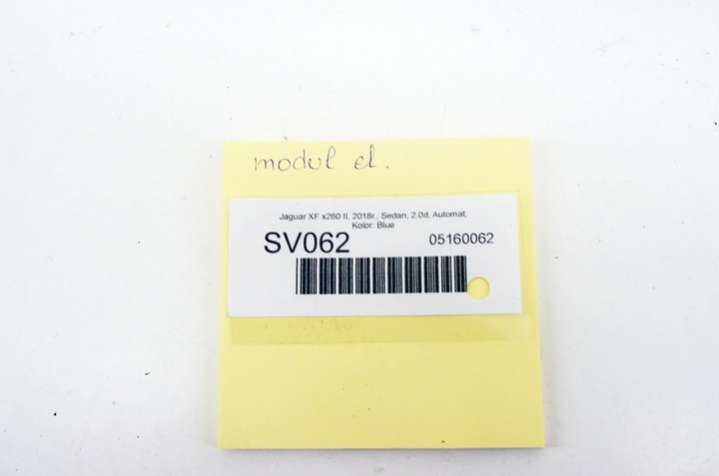 modul el.
Jaguar XF x260 II, 2018r., Sedan, 2.0d, Automat,
Kolor: Blue
SV062 05160062